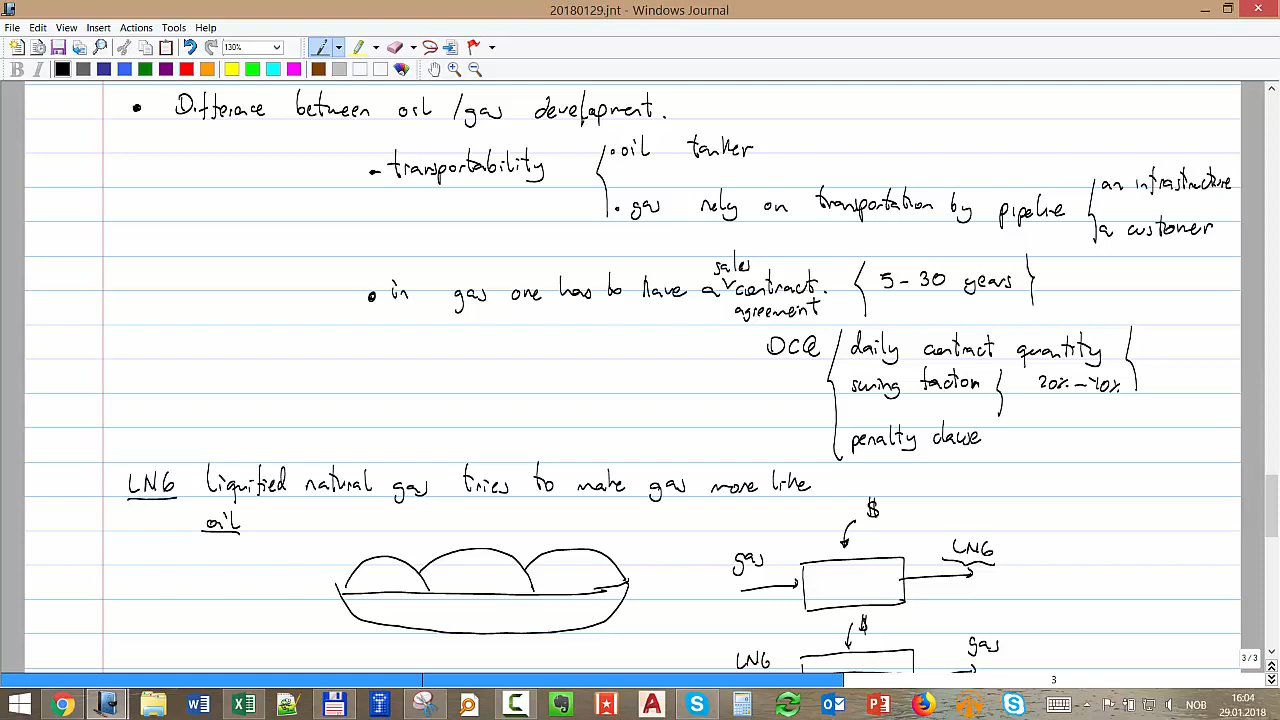 20180129.jnt - Windows Journal
File Edit View Insert Actions Tools Help
130%
B I
• Difference between oil /gas development.
- transportability
• oil tanker
• gas rely on transportation by pipeline
an infrastructure
a customer
• in gas one has to have a sales contract. agreement
5 - 30 years
DCQ
daily contract quantity
swing factor
20% - 40%
penalty clause
LNG liquified natural gas tries to make gas more like
oil
$
gas
LNG
$
LNG
gas
3 / 3
3
NOB
16:04
29.01.2018